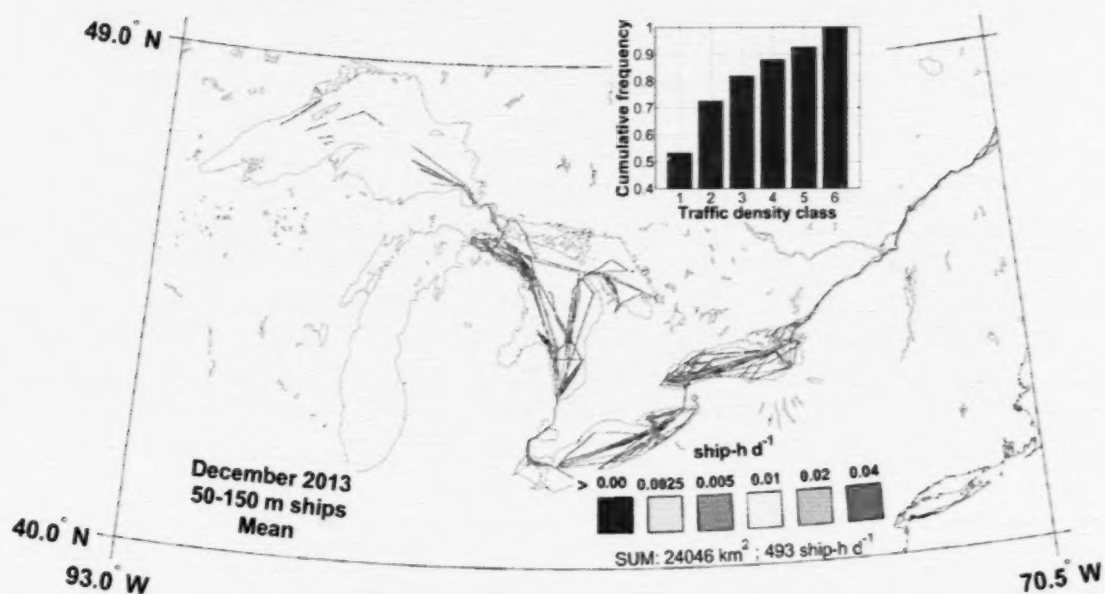 49.0° N
Cumulative frequency
1
0.9
0.8
0.7
0.6
0.5
0.4
1 2 3 4 5 6
Traffic density class
December 2013
50-150 m ships
Mean
ship-h d⁻¹
> 0.00 0.0025 0.005 0.01 0.02 0.04
SUM: 24046 km² ; 493 ship-h d⁻¹
40.0° N
93.0° W
70.5° W